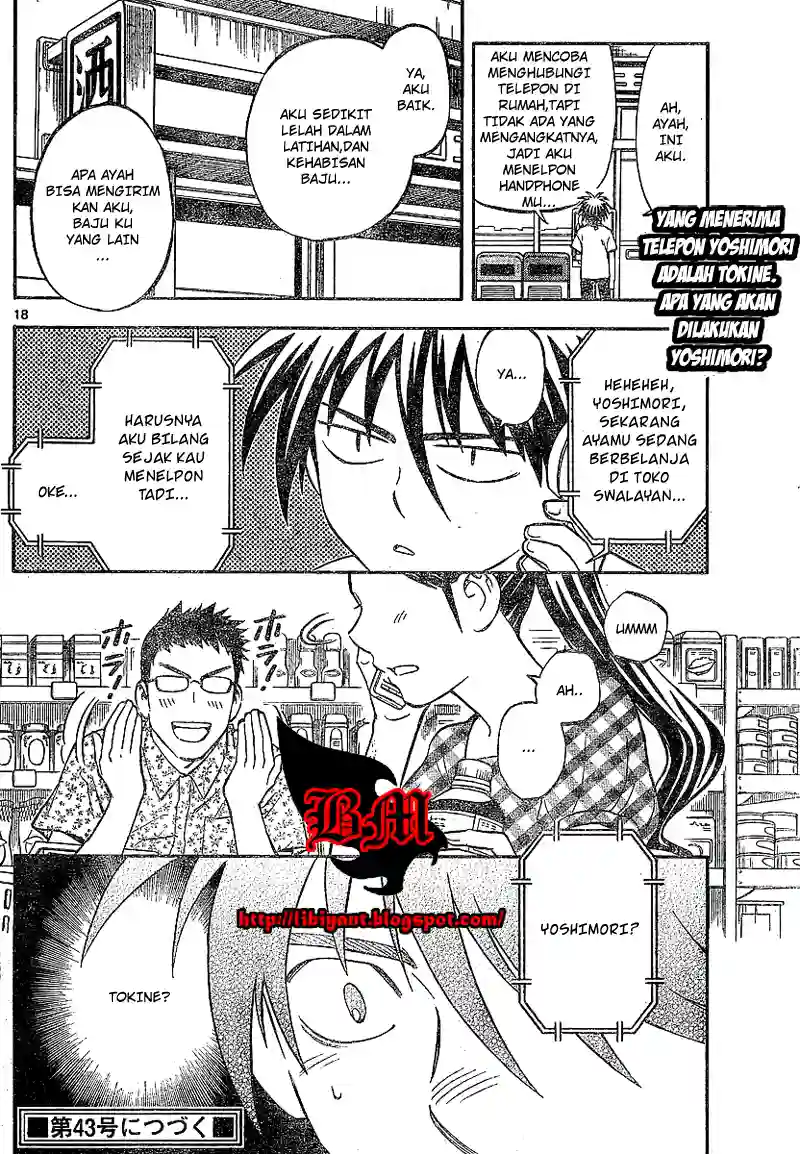 AH,
AYAH,
INI
AKU.
AKU MENCOBA
MENGHUBUNGI
TELEPON DI
RUMAH,TAPI
TIDAK ADA YANG
MENGANGKATNYA,
JADI AKU
MENELPON
HANDPHONE
MU...
YA,
AKU
BAIK.
AKU SEDIKIT
LELAH DALAM
LATIHAN,DAN
KEHABISAN
BAJU...
APA AYAH
BISA MENGIRIM
KAN AKU,
BAJU KU
YANG LAIN
...
酒
YANG MENERIMA
TELEPON YOSHIMORI
ADALAH TOKINE.
APA YANG AKAN
DILAKUKAN
YOSHIMORI?
18
HEHEHEH,
YOSHIMORI,
SEKARANG
AYAMU SEDANG
BERBELANJA
DI TOKO
SWALAYAN...
YA...
HARUSNYA
AKU BILANG
SEJAK KAU
MENELPON
TADI...
OKE...
UMMM
AH..
...
ホラ!
ホラ!
BM
http://libiyant.blogspot.com/
YOSHIMORI?
TOKINE?
■第43号につづく■